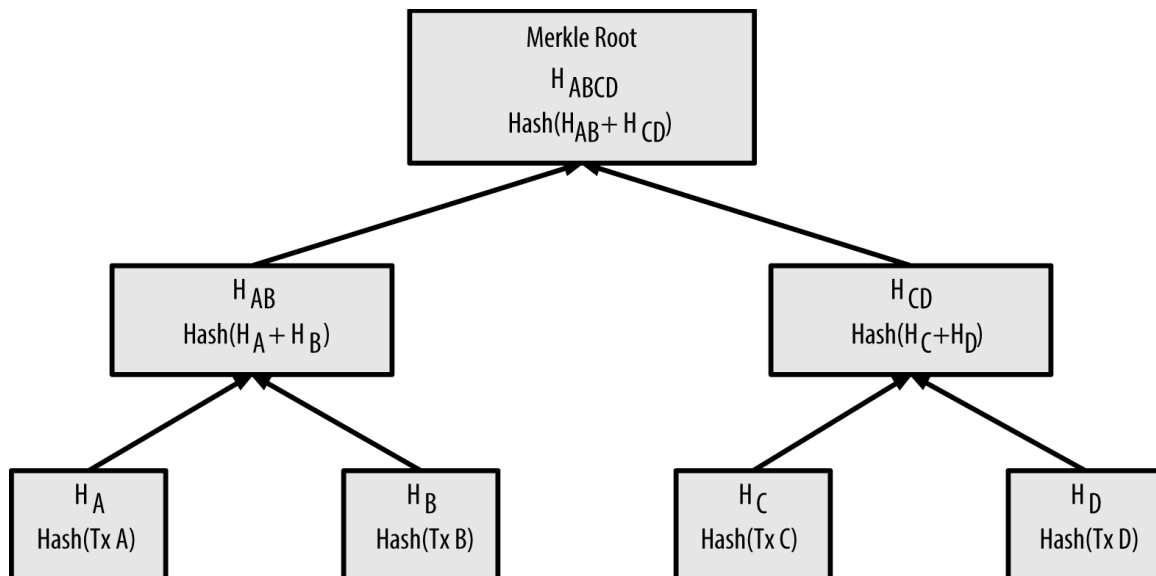 Merkle Root
H ABCD
Hash(H AB + H CD)
H AB
Hash(H A + H B)
H CD
Hash(H C+H D)
H A
Hash(Tx A)
H B
Hash(Tx B)
H C
Hash(Tx C)
H D
Hash(Tx D)